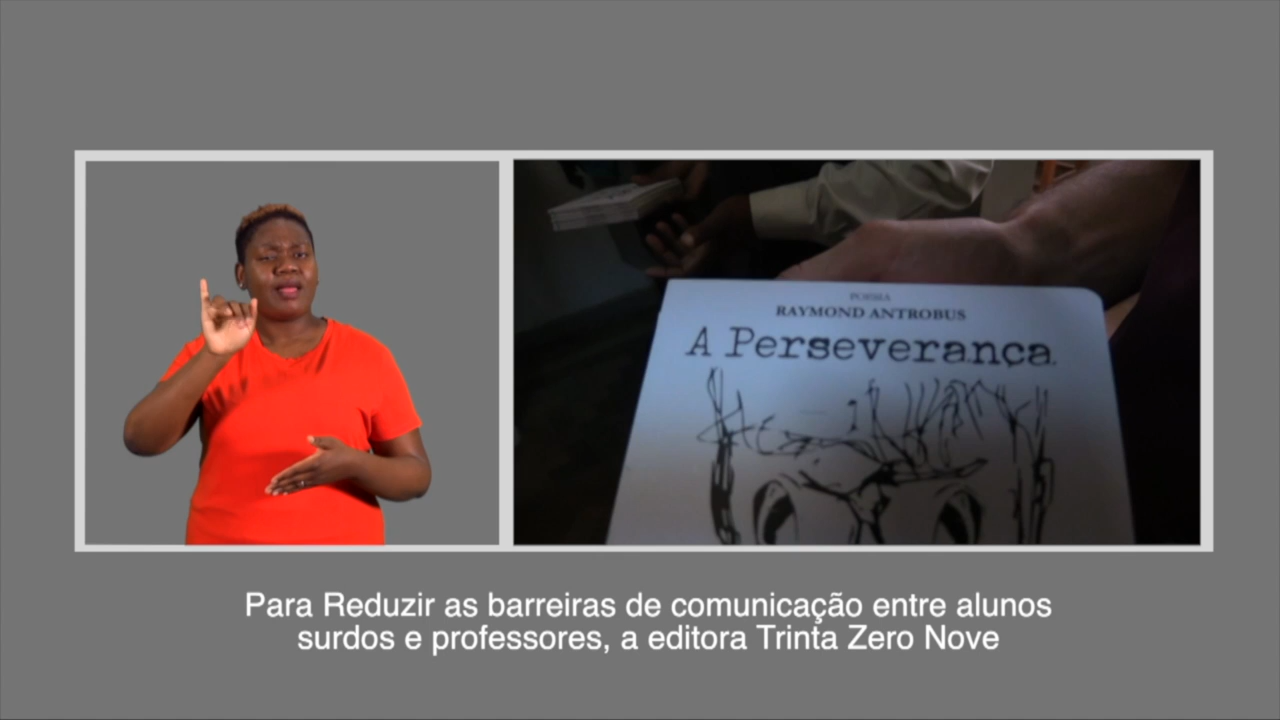 POESIA
RAYMOND ANTROBUS
A Perseverança
Para Reduzir as barreiras de comunicação entre alunos
surdos e professores, a editora Trinta Zero Nove